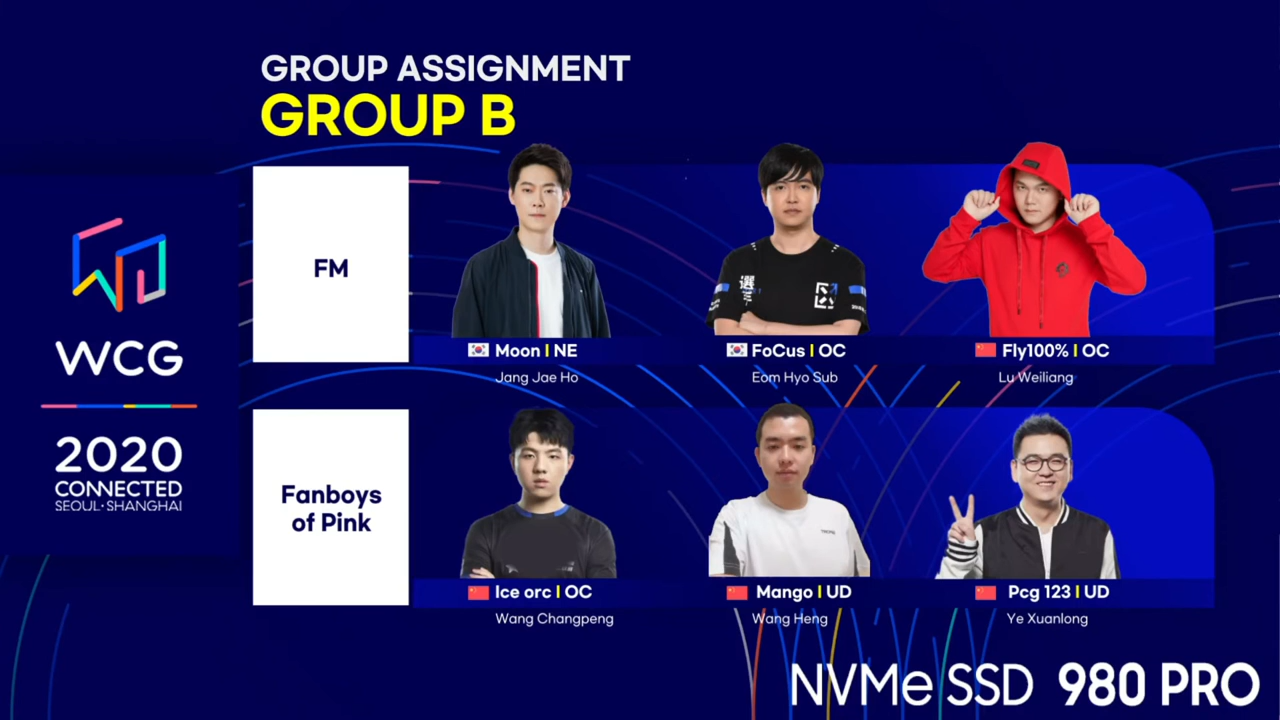 GROUP ASSIGNMENT
GROUP B
WCG
2020
CONNECTED
SEOUL·SHANGHAI
FM
Moon | NE
Jang Jae Ho
FoCus | OC
Eom Hyo Sub
Fly100% | OC
Lu Weiliang
Fanboys
of Pink
Ice orc | OC
Wang Changpeng
Mango | UD
Wang Heng
Pcg 123 | UD
Ye Xuanlong
NVMe SSD 980 PRO